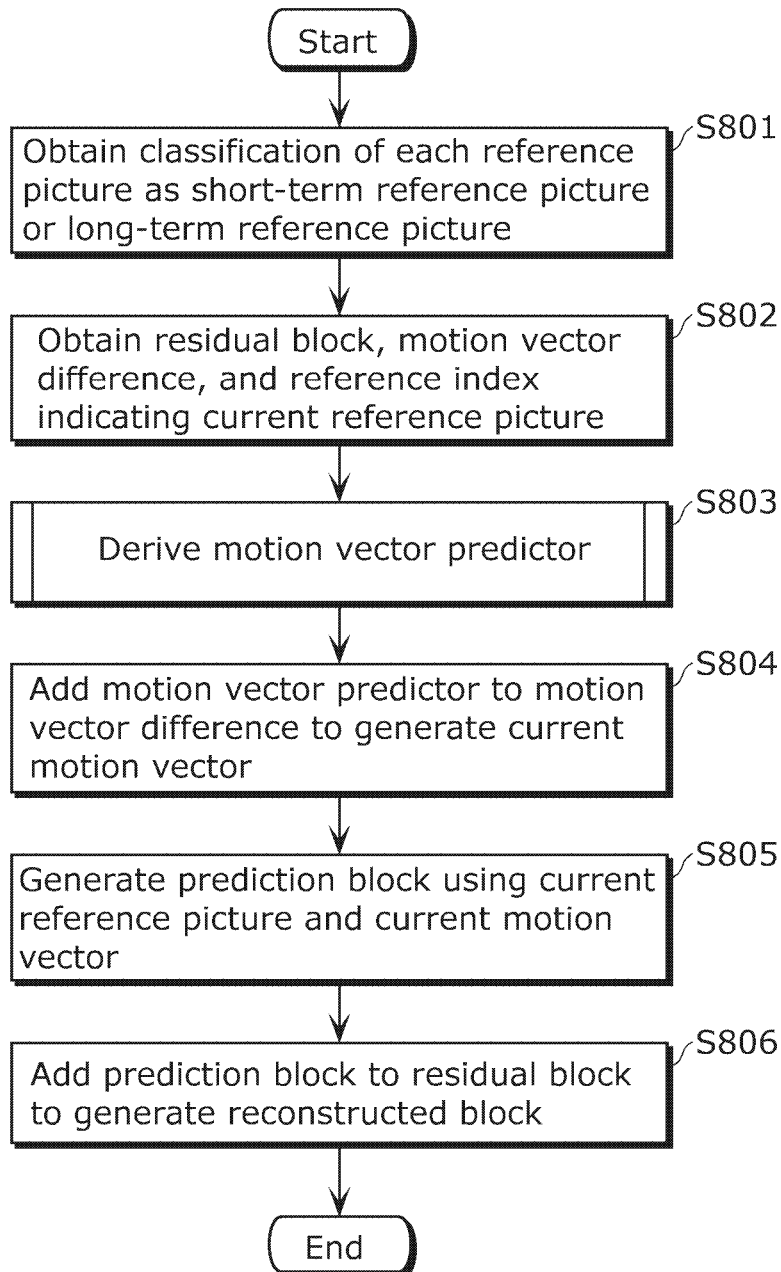 Start
S801
Obtain classification of each reference
picture as short-term reference picture
or long-term reference picture
S802
Obtain residual block, motion vector
difference, and reference index
indicating current reference picture
S803
Derive motion vector predictor
S804
Add motion vector predictor to motion
vector difference to generate current
motion vector
S805
Generate prediction block using current
reference picture and current motion
vector
S806
Add prediction block to residual block
to generate reconstructed block
End